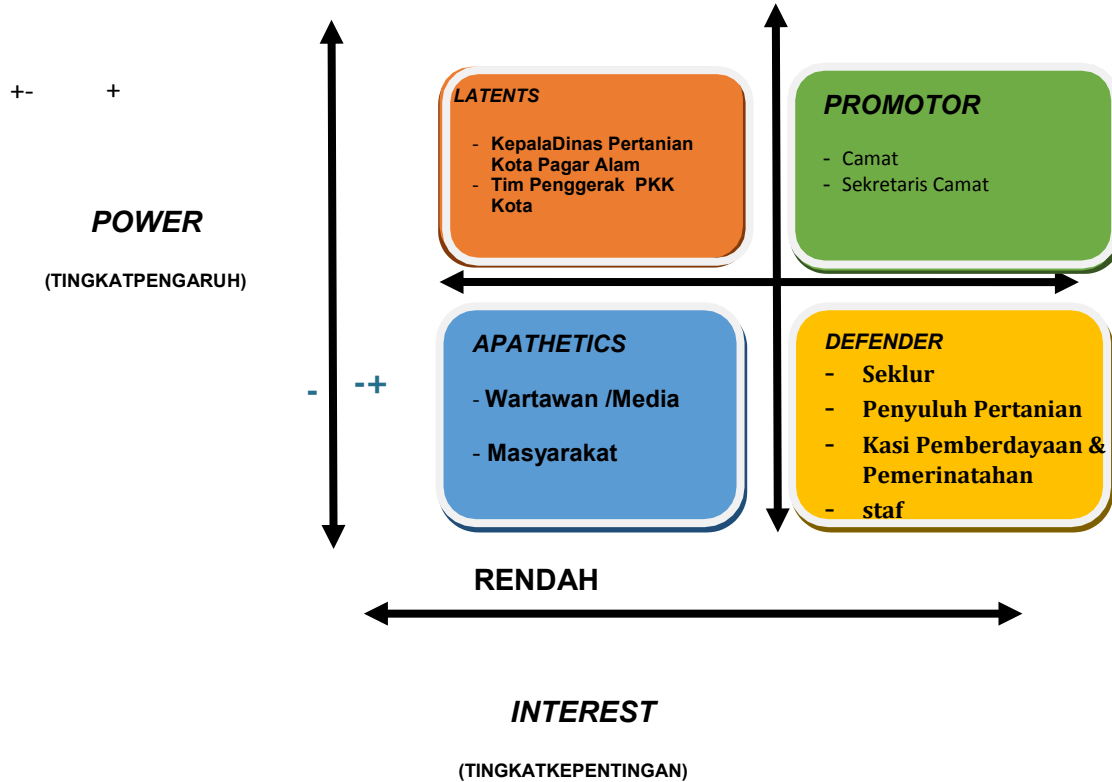 +-
+
POWER
(TINGKATPENGARUH)
LATENTS
- KepalaDinas Pertanian
Kota Pagar Alam
- Tim Penggerak PKK
Kota
PROMOTOR
- Camat
- Sekretaris Camat
-
-+
APATHETICS
- Wartawan /Media
- Masyarakat
DEFENDER
- Seklur
- Penyuluh Pertanian
- Kasi Pemberdayaan &
Pemerinatahan
- staf
RENDAH
INTEREST
(TINGKATKEPENTINGAN)